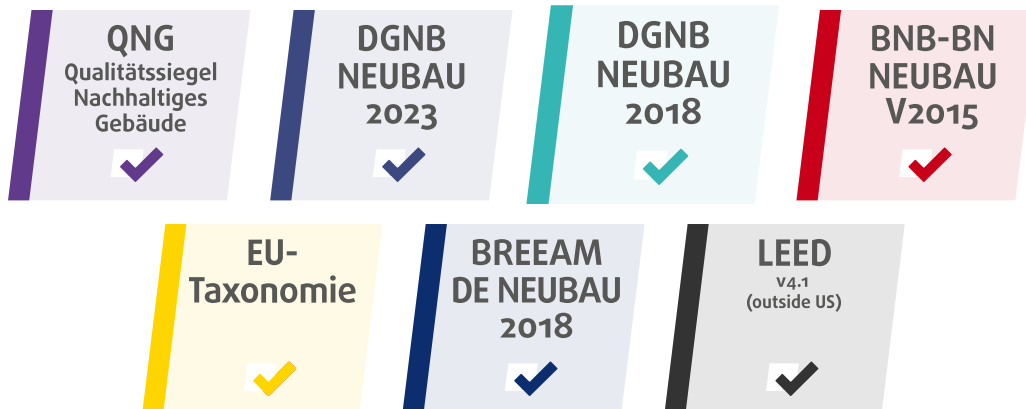 QNG
Qualitätssiegel
Nachhaltiges
Gebäude
DGNB
NEUBAU
2023
DGNB
NEUBAU
2018
BNB-BN
NEUBAU
V2015
EU-
Taxonomie
BREEAM
DE NEUBAU
2018
LEED
v4.1
(outside US)